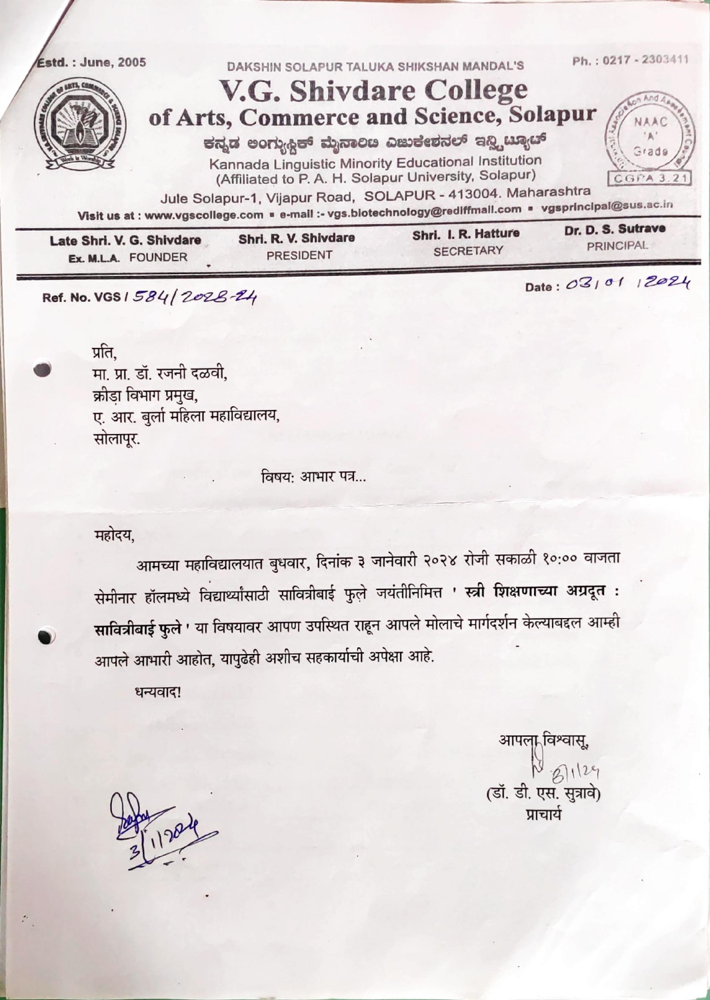 Estd. : June, 2005
Ph. : 0217 - 2303411
DAKSHIN SOLAPUR TALUKA SHIKSHAN MANDAL'S
V.G. Shivdare College
of Arts, Commerce and Science, Solapur
ಕನ್ನಡ ಲಿಂಗ್ಯುಸ್ಟಿಕ್ ಮೈನಾರಿಟಿ ಎಜುಕೇಶನಲ್ ಇನ್ಸ್ಟಿಟ್ಯೂಟ್
Kannada Linguistic Minority Educational Institution
(Affiliated to P. A. H. Solapur University, Solapur)
Jule Solapur-1, Vijapur Road, SOLAPUR - 413004. Maharashtra
Visit us at : www.vgscollege.com ▪ e-mail :- vgs.biotechnology@rediffmail.com ▪ vgsprincipal@sus.ac.in
Work is Worship
NAAC
'A'
Grade
CGPA 3.21
Late Shri. V. G. Shivdare Shri. R. V. Shivdare Shri. I. R. Hatture Dr. D. S. Sutrave
Ex. M.L.A. FOUNDER PRESIDENT SECRETARY PRINCIPAL
Ref. No. VGS / 584/2023-24
Date : 03/01/2024
प्रति,
मा. प्रा. डॉ. रजनी दळवी,
क्रीडा विभाग प्रमुख,
ए. आर. बुर्ला महिला महाविद्यालय,
सोलापूर.
विषय: आभार पत्र...
महोदय,
आमच्या महाविद्यालयात बुधवार, दिनांक ३ जानेवारी २०२४ रोजी सकाळी १०:०० वाजता
सेमीनार हॉलमध्ये विद्यार्थ्यांसाठी सावित्रीबाई फुले जयंतीनिमित्त ' स्त्री शिक्षणाच्या अग्रदूत :
सावित्रीबाई फुले ' या विषयावर आपण उपस्थित राहून आपले मोलाचे मार्गदर्शन केल्याबद्दल आम्ही
आपले आभारी आहोत, यापुढेही अशीच सहकार्याची अपेक्षा आहे.
धन्यवाद!
आपला विश्वासू,
3/1/24
(डॉ. डी. एस. सुत्रावे)
प्राचार्य
3/1/2024